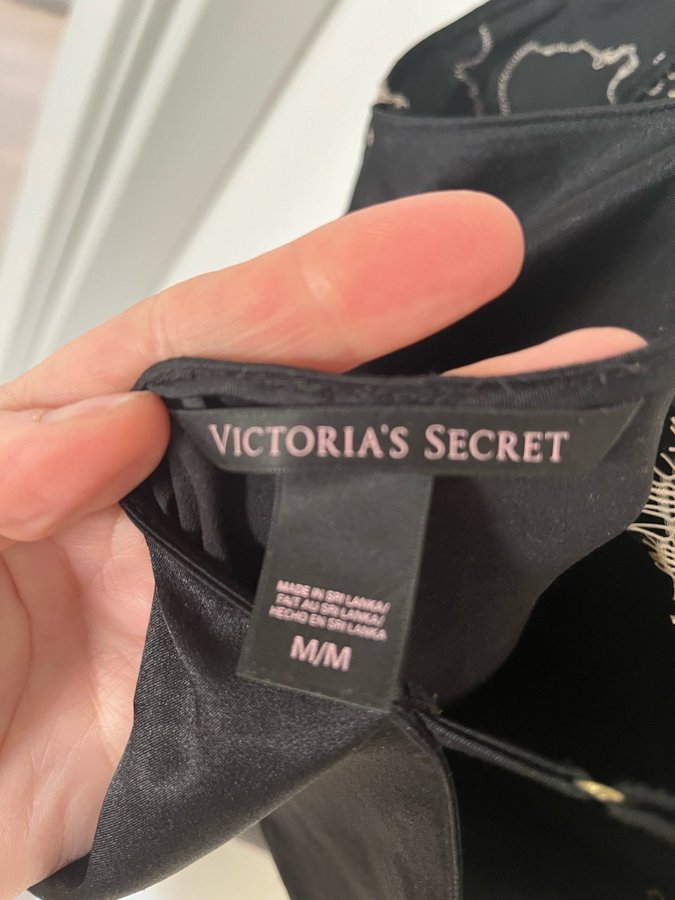 VICTORIA'S SECRET
MADE IN SRI LANKA/
FAIT AU SRI LANKA/
HECHO EN SRI LANKA
M/M